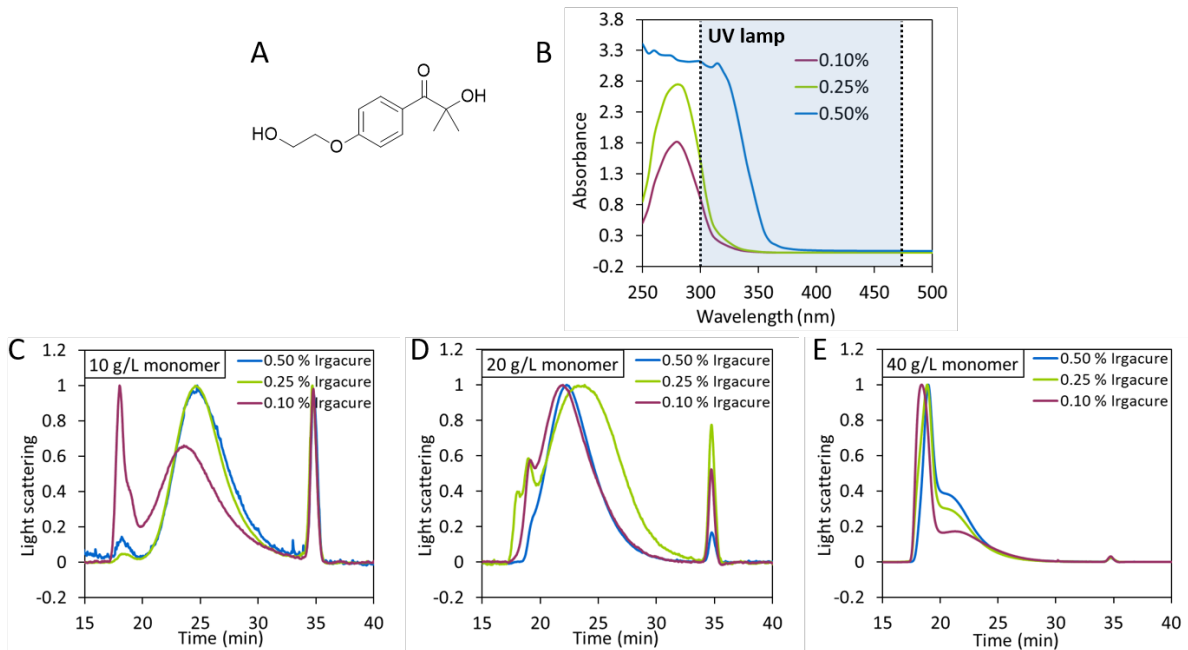 A
O
OH
HO
O
B
UV lamp
0.10%
0.25%
0.50%
Absorbance
3.8
3.3
2.8
2.3
1.8
1.3
0.8
0.3
-0.2
250 300 350 400 450 500
Wavelength (nm)
C
10 g/L monomer
0.50 % Irgacure
0.25 % Irgacure
0.10 % Irgacure
Light scattering
1.2
1
0.8
0.6
0.4
0.2
0
-0.2
15 20 25 30 35 40
Time (min)
D
20 g/L monomer
0.50 % Irgacure
0.25 % Irgacure
0.10 % Irgacure
Light scattering
1.2
1
0.8
0.6
0.4
0.2
0
-0.2
15 20 25 30 35 40
Time (min)
E
40 g/L monomer
0.50 % Irgacure
0.25 % Irgacure
0.10 % Irgacure
Light scattering
1.2
1
0.8
0.6
0.4
0.2
0
-0.2
15 20 25 30 35 40
Time (min)